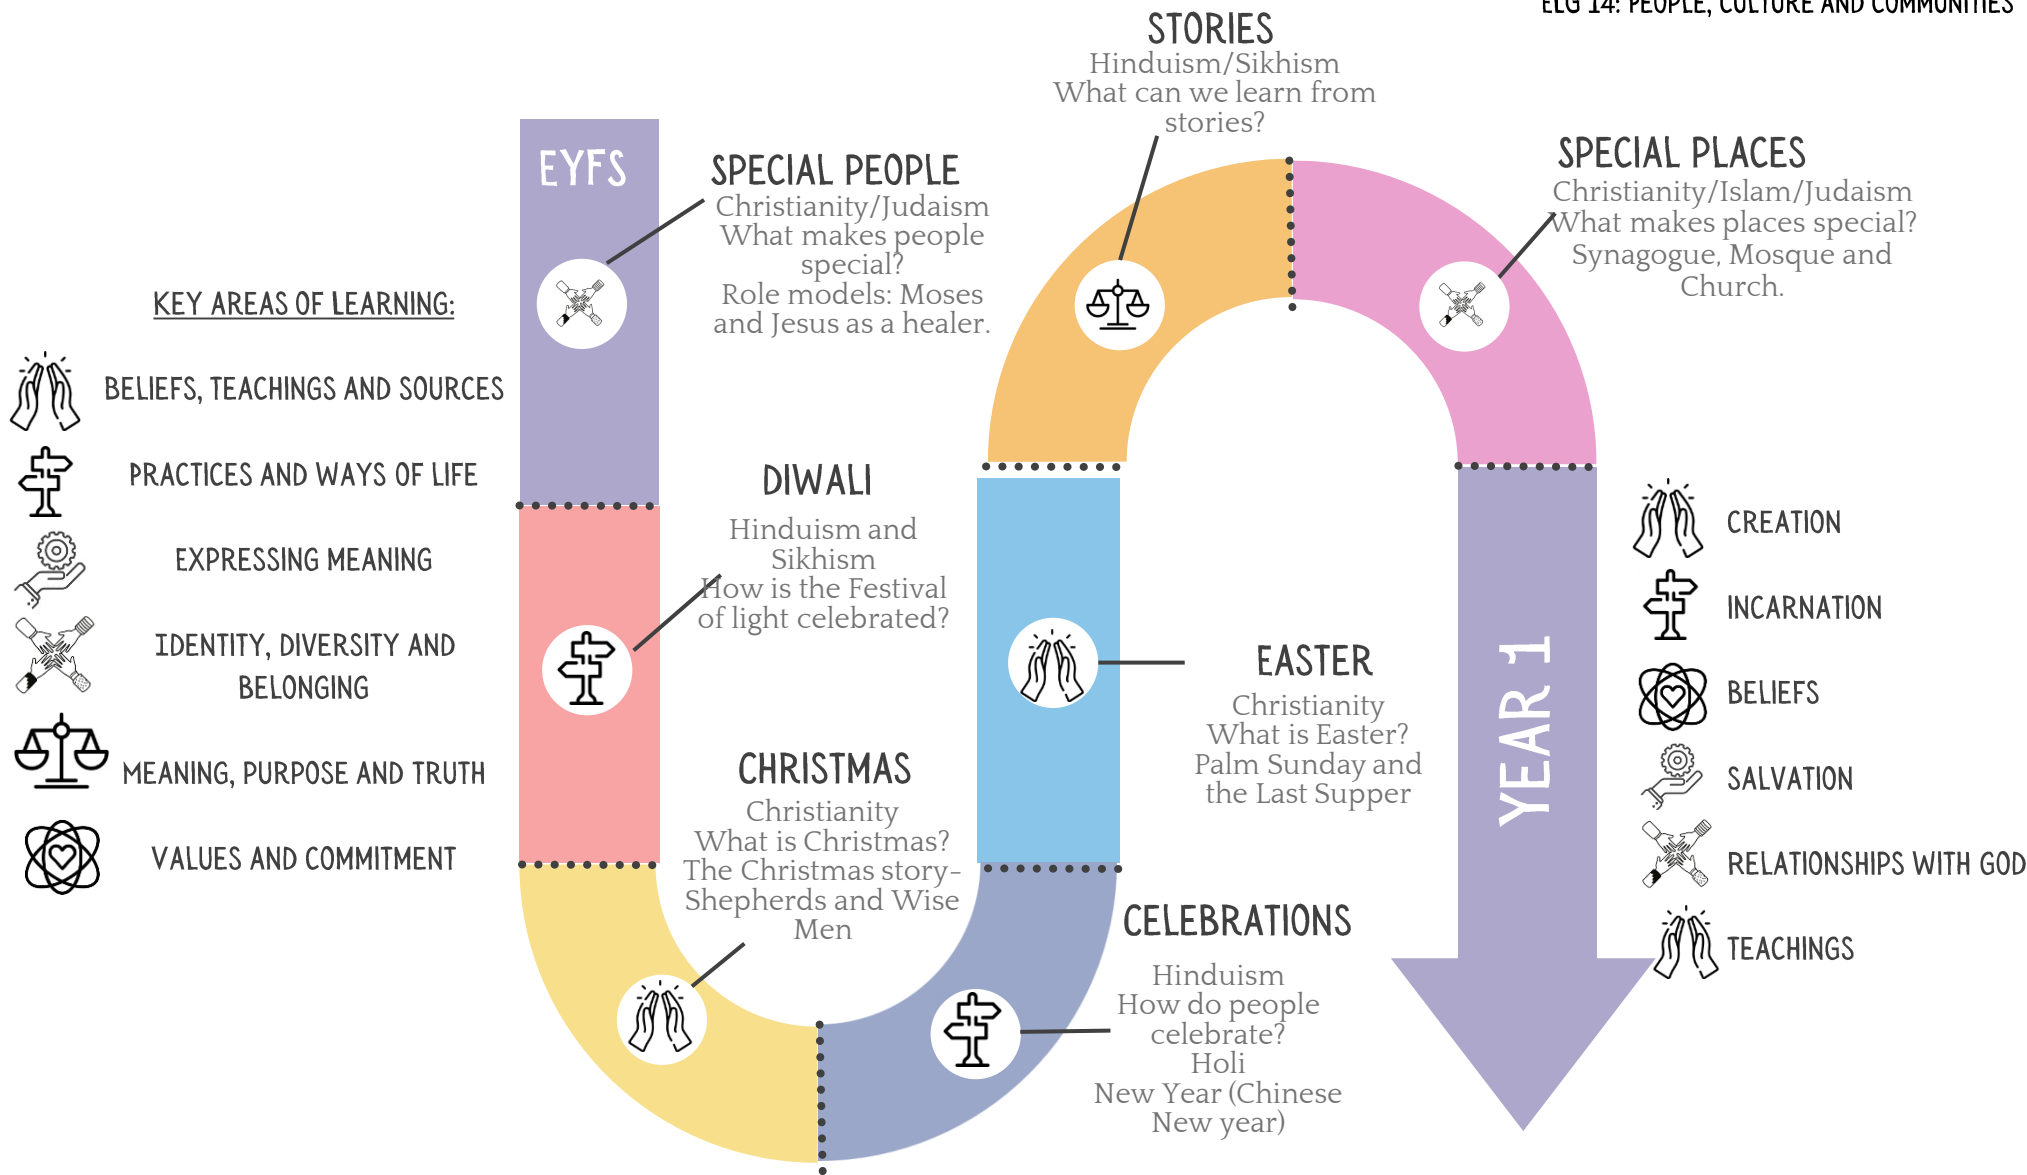 ELG 14: PEOPLE, CULTURE AND COMMUNITIES
KEY AREAS OF LEARNING:
BELIEFS, TEACHINGS AND SOURCES
PRACTICES AND WAYS OF LIFE
EXPRESSING MEANING
IDENTITY, DIVERSITY AND
BELONGING
MEANING, PURPOSE AND TRUTH
VALUES AND COMMITMENT
EYFS
SPECIAL PEOPLE
Christianity/Judaism
What makes people
special?
Role models: Moses
and Jesus as a healer.
DIWALI
Hinduism and
Sikhism
How is the Festival
of light celebrated?
CHRISTMAS
Christianity
What is Christmas?
The Christmas story-
Shepherds and Wise
Men
CELEBRATIONS
Hinduism
How do people
celebrate?
Holi
New Year (Chinese
New year)
EASTER
Christianity
What is Easter?
Palm Sunday and
the Last Supper
STORIES
Hinduism/Sikhism
What can we learn from
stories?
SPECIAL PLACES
Christianity/Islam/Judaism
What makes places special?
Synagogue, Mosque and
Church.
YEAR 1
CREATION
INCARNATION
BELIEFS
SALVATION
RELATIONSHIPS WITH GOD
TEACHINGS